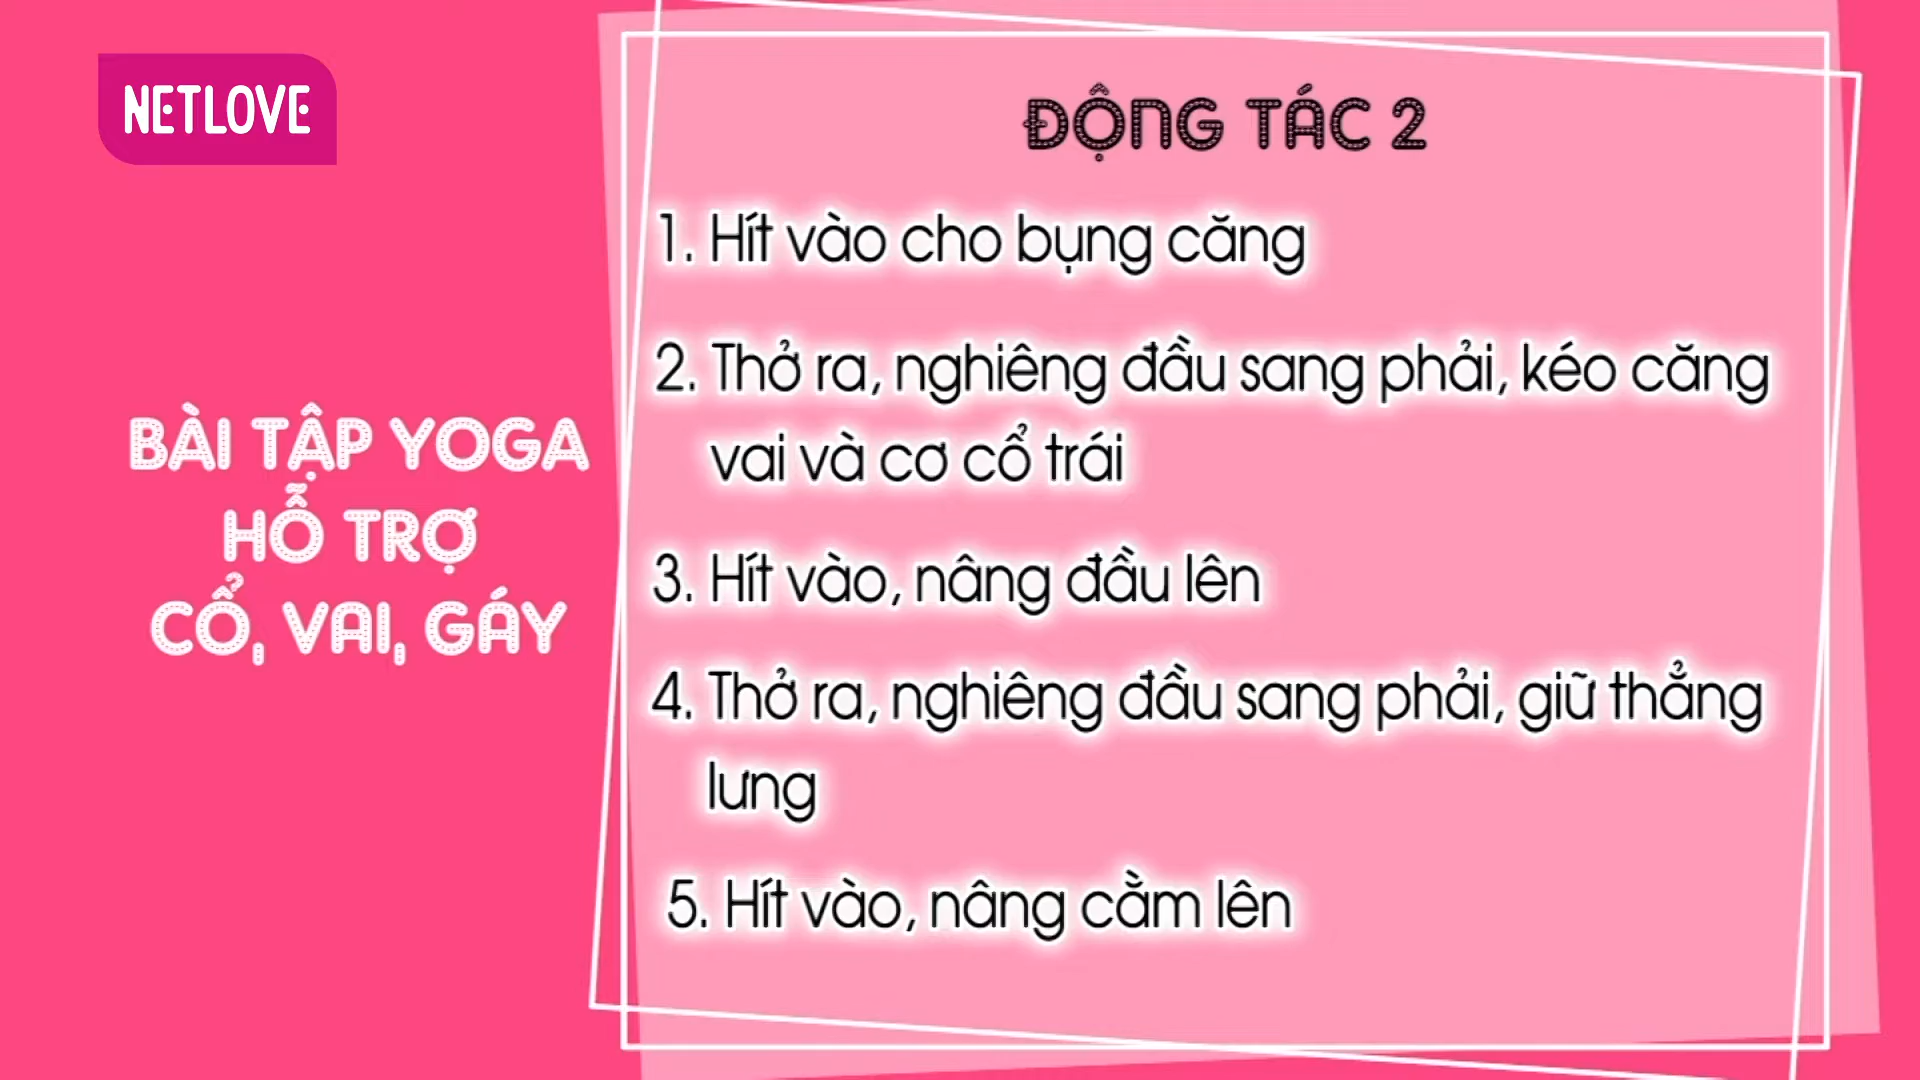 NETLOVE
BÀI TẬP YOGA
HỖ TRỢ
CỔ, VAI, GÁY
ĐỘNG TÁC 2
1. Hít vào cho bụng căng
2. Thở ra, nghiêng đầu sang phải, kéo căng
vai và cơ cổ trái
3. Hít vào, nâng đầu lên
4. Thở ra, nghiêng đầu sang phải, giữ thẳng
lưng
5. Hít vào, nâng cằm lên